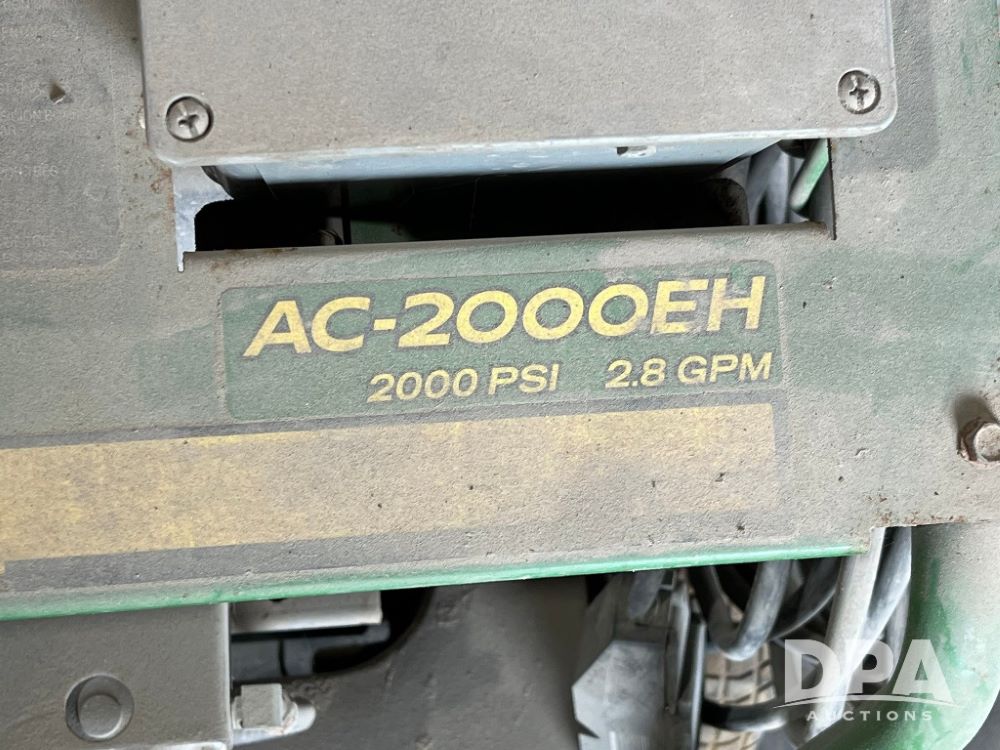 AC-2000EH
2000 PSI 2.8 GPM
DPA
AUCTIONS